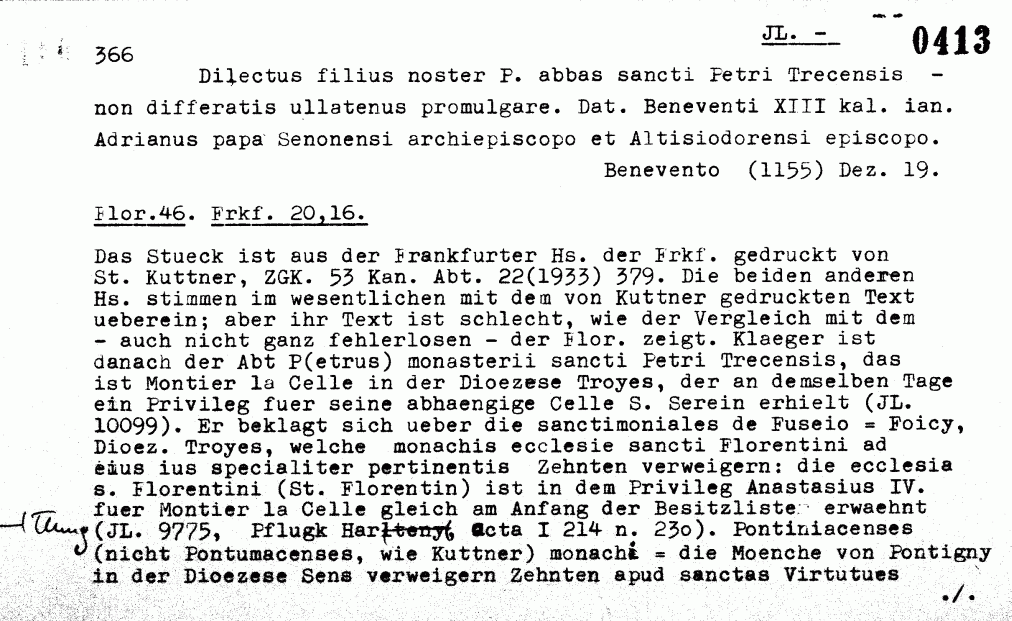 JL. -
0413
366
Dilectus filius noster P. abbas sancti Petri Trecensis -
non differatis ullatenus promulgare. Dat. Beneventi XIII kal. ian.
Adrianus papa Senonensi archiepiscopo et Altisiodorensi episcopo.
Benevento (1155) Dez. 19.
Flor.46. Frkf. 20,16.
Das Stueck ist aus der Frankfurter Hs. der Frkf. gedruckt von
St. Kuttner, ZGK. 53 Kan. Abt. 22(1933) 379. Die beiden anderen
Hs. stimmen im wesentlichen mit dem von Kuttner gedruckten Text
ueberein; aber ihr Text ist schlecht, wie der Vergleich mit dem
- auch nicht ganz fehlerlosen - der Flor. zeigt. Klaeger ist
danach der Abt P(etrus) monasterii sancti Petri Trecensis, das
ist Montier la Celle in der Dioezese Troyes, der an demselben Tage
ein Privileg fuer seine abhaengige Celle S. Serein erhielt (JL.
10099). Er beklagt sich ueber die sanctimoniales de Fuseio = Foicy,
Dioez. Troyes, welche monachis ecclesie sancti Florentini ad
eius ius specialiter pertinentis Zehnten verweigern: die ecclesia
s. Florentini (St. Florentin) ist in dem Privileg Anastasius IV.
fuer Montier la Celle gleich am Anfang der Besitzliste erwaehnt
(JL. 9775, Pflugk Harteny, Acta I 214 n. 230). Pontiniacenses
(nicht Pontumacenses, wie Kuttner) monachi = die Moenche von Pontigny
in der Dioezese Sens verweigern Zehnten apud sanctas Virtutues
./.